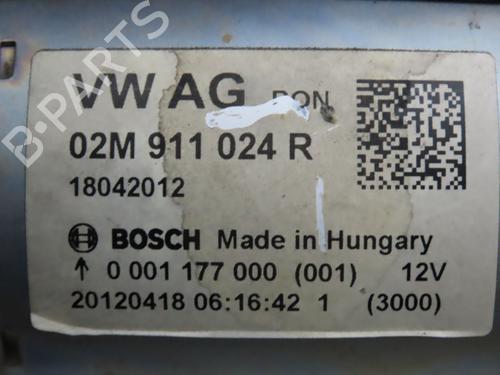 VW AG RON
02M 911 024 R
18042012
BOSCH Made in Hungary
↑ 0 001 177 000 (001) 12V
20120418 06:16:42 1 (3000)
B-PARTS